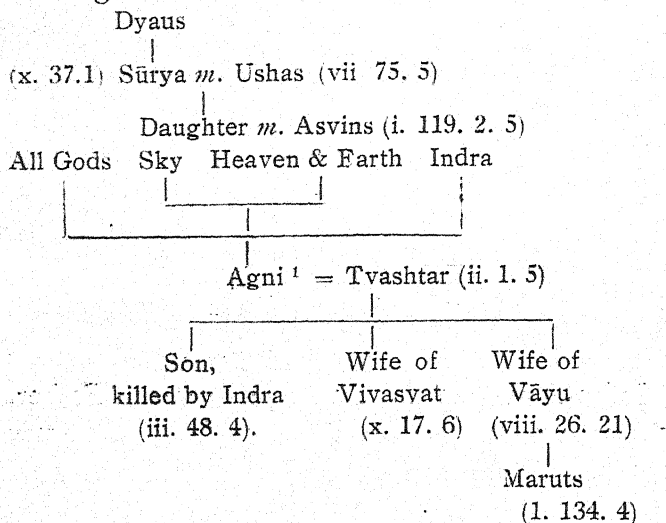 Dyaus
(x. 37.1) Sūrya m. Ushas (vii 75. 5)
Daughter m. Asvins (i. 119. 2. 5)
All Gods Sky Heaven & Earth Indra
Agni ¹ = Tvashtar (ii. 1. 5)
Son, Wife of Wife of
killed by Indra Vivasvat Vāyu
(iii. 48. 4). (x. 17. 6) (viii. 26. 21)
Maruts
(1. 134. 4)